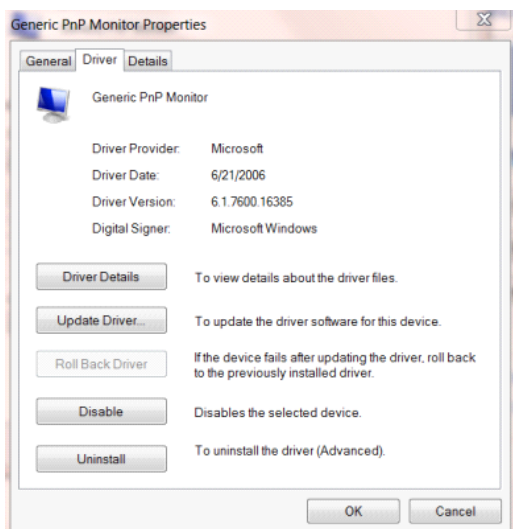 Generic PnP Monitor Properties
General Driver Details
Generic PnP Monitor
Driver Provider: Microsoft
Driver Date: 6/21/2006
Driver Version: 6.1.7600.16385
Digital Signer: Microsoft Windows
Driver Details To view details about the driver files.
Update Driver... To update the driver software for this device.
Roll Back Driver If the device fails after updating the driver, roll back
to the previously installed driver.
Disable Disables the selected device.
Uninstall To uninstall the driver (Advanced).
OK Cancel